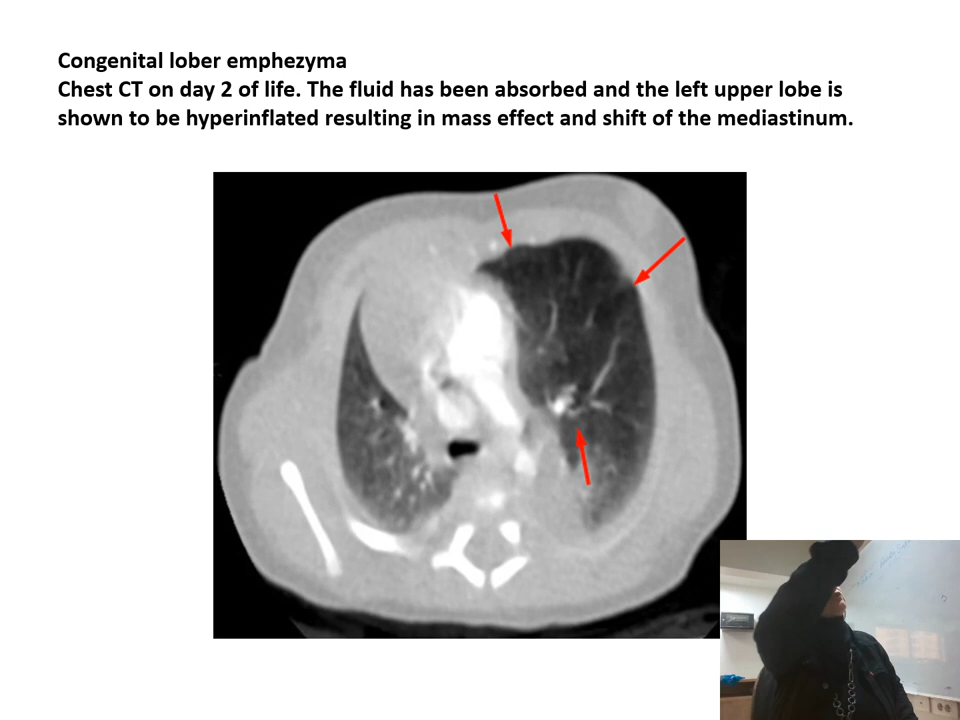 Congenital lober emphezyma
Chest CT on day 2 of life. The fluid has been absorbed and the left upper lobe is
shown to be hyperinflated resulting in mass effect and shift of the mediastinum.